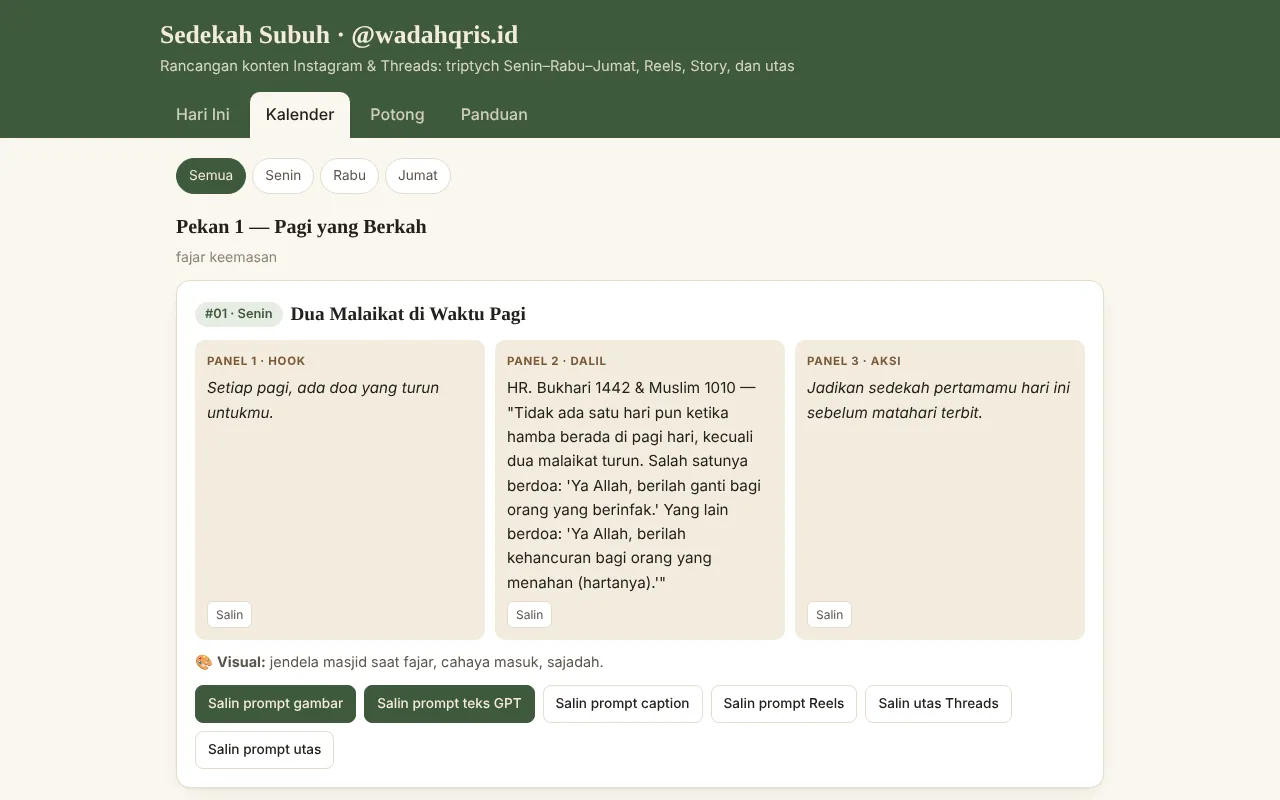 Sedekah Subuh · @wadahqris.id
Rancangan konten Instagram & Threads: triptych Senin–Rabu–Jumat, Reels, Story, dan utas
Hari Ini
Kalender
Potong
Panduan
Semua
Senin
Rabu
Jumat
Pekan 1 — Pagi yang Berkah
fajar keemasan
#01 · Senin
Dua Malaikat di Waktu Pagi
PANEL 1 · HOOK
Setiap pagi, ada doa yang turun
untukmu.
Salin
PANEL 2 · DALIL
HR. Bukhari 1442 & Muslim 1010 —
"Tidak ada satu hari pun ketika
hamba berada di pagi hari, kecuali
dua malaikat turun. Salah satunya
berdoa: 'Ya Allah, berilah ganti bagi
orang yang berinfak.' Yang lain
berdoa: 'Ya Allah, berilah
kehancuran bagi orang yang
menahan (hartanya).'"
Salin
PANEL 3 · AKSI
Jadikan sedekah pertamamu hari ini
sebelum matahari terbit.
Salin
🎨 Visual: jendela masjid saat fajar, cahaya masuk, sajadah.
Salin prompt gambar
Salin prompt teks GPT
Salin prompt caption
Salin prompt Reels
Salin utas Threads
Salin prompt utas